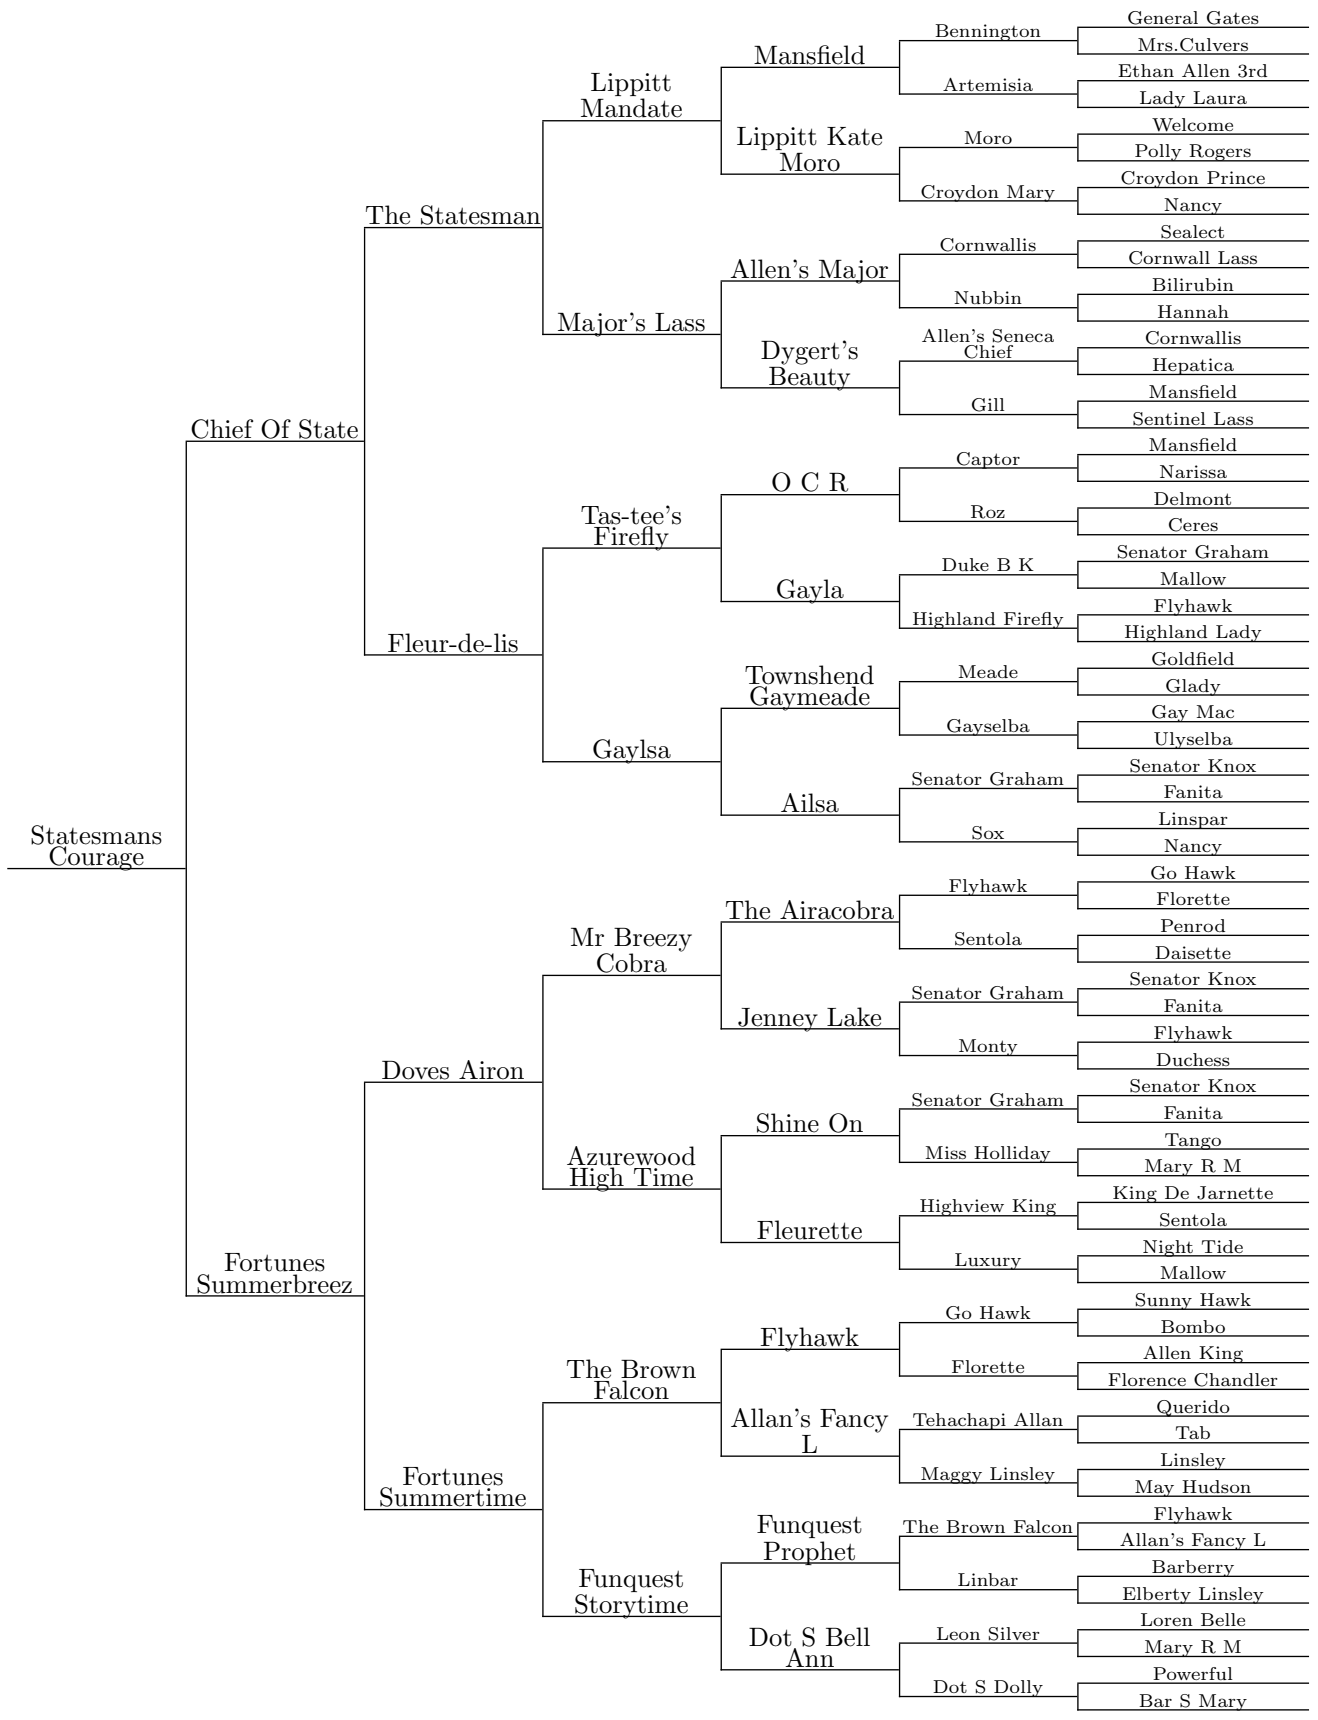 General Gates
Bennington
Mrs.Culvers
Mansfield
Ethan Allen 3rd
Artemisia
Lady Laura
Lippitt
Mandate
Welcome
Moro
Polly Rogers
Lippitt Kate
Moro
Croydon Prince
Croydon Mary
Nancy
The Statesman
Sealect
Cornwallis
Cornwall Lass
Allen's Major
Bilirubin
Nubbin
Hannah
Major's Lass
Cornwallis
Allen's Seneca
Chief
Hepatica
Dygert's
Beauty
Mansfield
Gill
Sentinel Lass
Chief Of State
Mansfield
Captor
Narissa
O C R
Delmont
Roz
Ceres
Tas-tee's
Firefly
Senator Graham
Duke B K
Mallow
Gayla
Flyhawk
Highland Firefly
Highland Lady
Fleur-de-lis
Goldfield
Meade
Glady
Townshend
Gaymeade
Gay Mac
Gayselba
Ulyselba
Gaylsa
Senator Knox
Senator Graham
Fanita
Ailsa
Linspar
Sox
Nancy
Statesmans
Courage
Go Hawk
Flyhawk
Florette
The Airacobra
Penrod
Sentola
Daisette
Mr Breezy
Cobra
Senator Knox
Senator Graham
Fanita
Jenney Lake
Flyhawk
Monty
Duchess
Doves Airon
Senator Knox
Senator Graham
Fanita
Shine On
Tango
Miss Holliday
Mary R M
Azurewood
High Time
King De Jarnette
Highview King
Sentola
Fleurette
Night Tide
Luxury
Mallow
Fortunes
Summerbreez
Sunny Hawk
Go Hawk
Bombo
Flyhawk
Allen King
Florette
Florence Chandler
The Brown
Falcon
Querido
Tehachapi Allan
Tab
Allan's Fancy
L
Linsley
Maggy Linsley
May Hudson
Fortunes
Summertime
Flyhawk
The Brown Falcon
Allan's Fancy L
Funquest
Prophet
Barberry
Linbar
Elberty Linsley
Funquest
Storytime
Loren Belle
Leon Silver
Mary R M
Dot S Bell
Ann
Powerful
Dot S Dolly
Bar S Mary